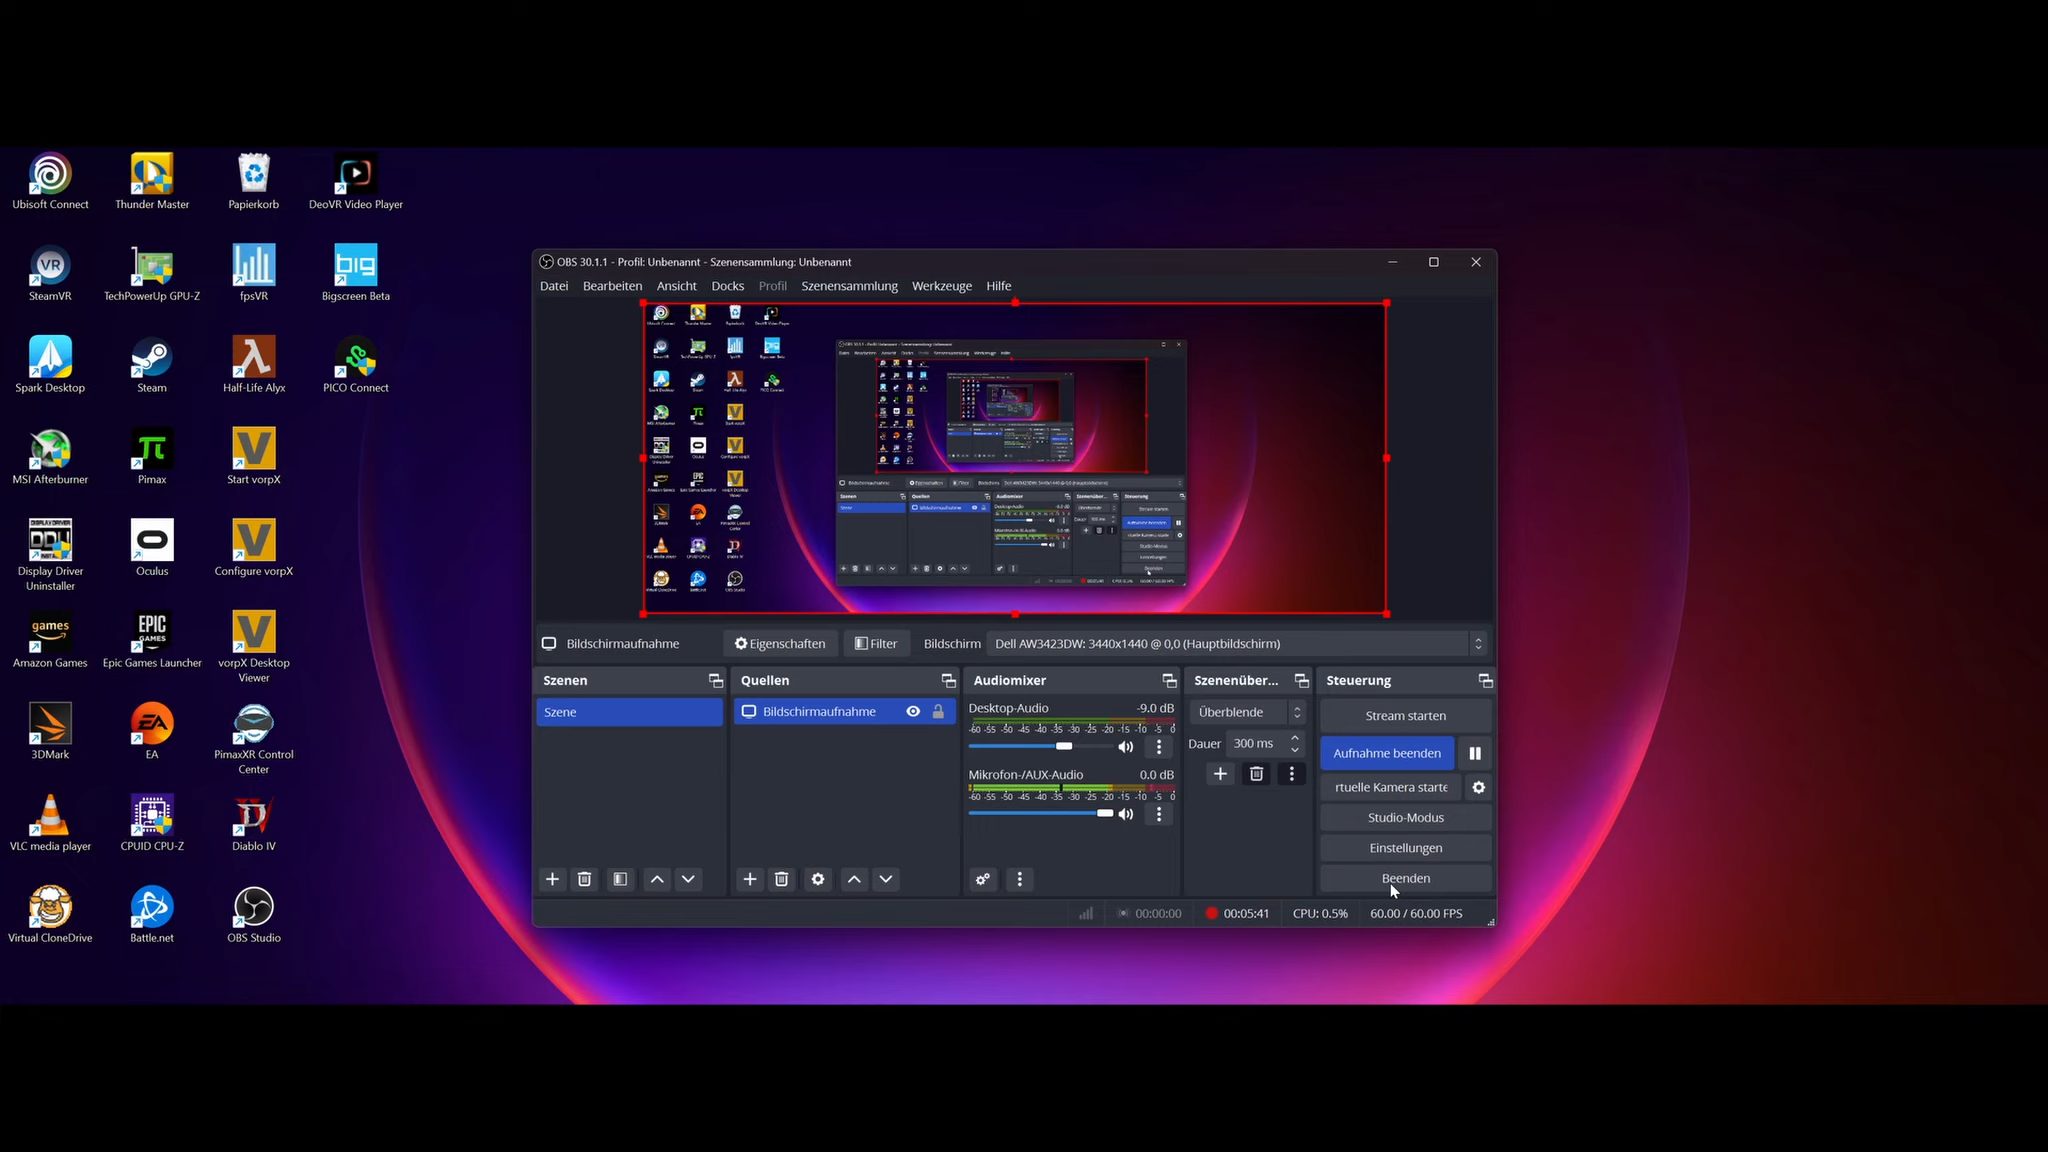 Ubisoft Connect
Thunder Master
Papierkorb
DeoVR Video Player
VR
SteamVR
TechPowerUp GPU-Z
fpsVR
big
Bigscreen Beta
Spark Desktop
Steam
Half-Life Alyx
PICO Connect
MSI Afterburner
Pimax
Start vorpX
DISPLAY DRIVER
DDU
Display Driver
Uninstaller
Oculus
Configure vorpX
games
Amazon Games
EPIC
GAMES
Epic Games Launcher
vorpX Desktop
Viewer
3DMark
EA
EA
PimaxXR Control
Center
VLC media player
CPUID CPU-Z
Diablo IV
Virtual CloneDrive
Battle.net
OBS Studio
OBS 30.1.1 - Profil: Unbenannt - Szenensammlung: Unbenannt
Datei Bearbeiten Ansicht Docks Profil Szenensammlung Werkzeuge Hilfe
Bildschirmaufnahme Eigenschaften Filter Bildschirm Dell AW3423DW: 3440x1440 @ 0,0 (Hauptbildschirm)
Szenen
Szene
Quellen
Bildschirmaufnahme
Audiomixer
Desktop-Audio -9.0 dB
-60 -55 -50 -45 -40 -35 -30 -25 -20 -15 -10 -5 0
Mikrofon-/AUX-Audio 0.0 dB
-60 -55 -50 -45 -40 -35 -30 -25 -20 -15 -10 -5 0
Szenenüber...
Überblende
Dauer 300 ms
Steuerung
Stream starten
Aufnahme beenden
rtuelle Kamera starte
Studio-Modus
Einstellungen
Beenden
00:00:00 00:05:41 CPU: 0.5% 60.00 / 60.00 FPS